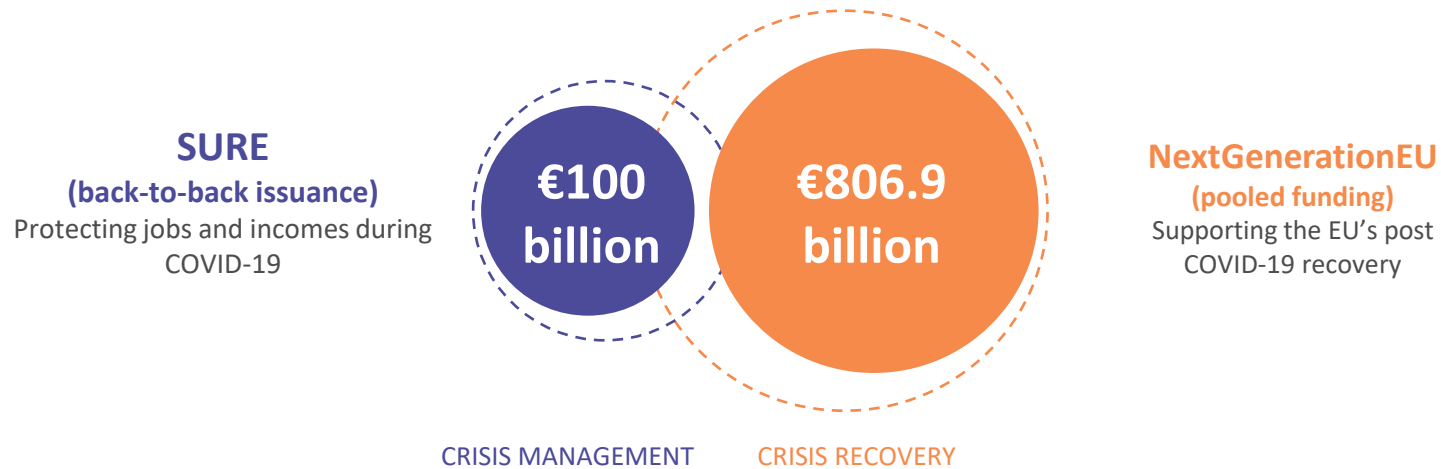 SURE
(back-to-back issuance)
Protecting jobs and incomes during
COVID-19
€100
billion
€806.9
billion
NextGenerationEU
(pooled funding)
Supporting the EU’s post
COVID-19 recovery
CRISIS MANAGEMENT
CRISIS RECOVERY